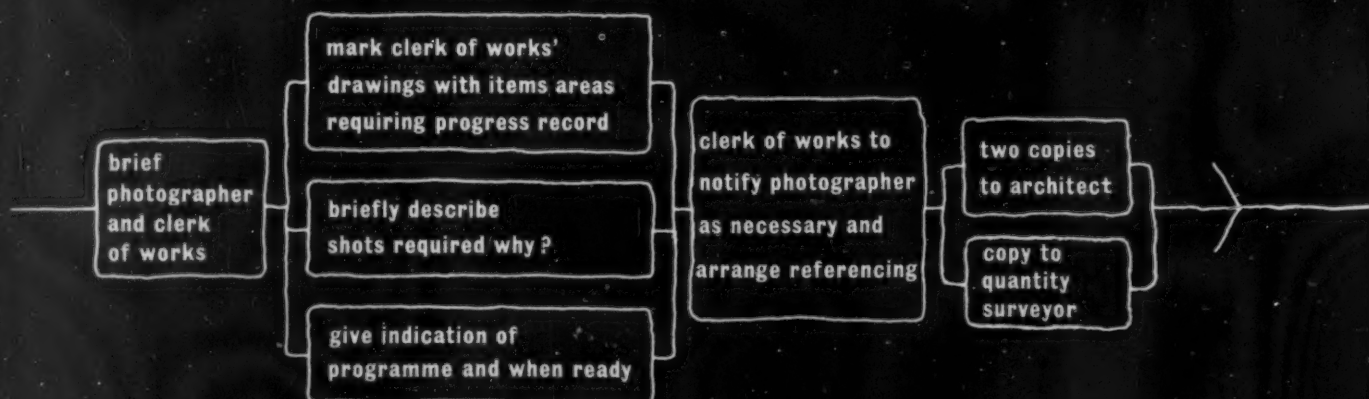 brief
photographer
and clerk
of works
mark clerk of works'
drawings with items areas
requiring progress record
briefly describe
shots required why?
give indication of
programme and when ready
clerk of works to
notify photographer
as necessary and
arrange referencing
two copies
to architect
copy to
quantity
surveyor